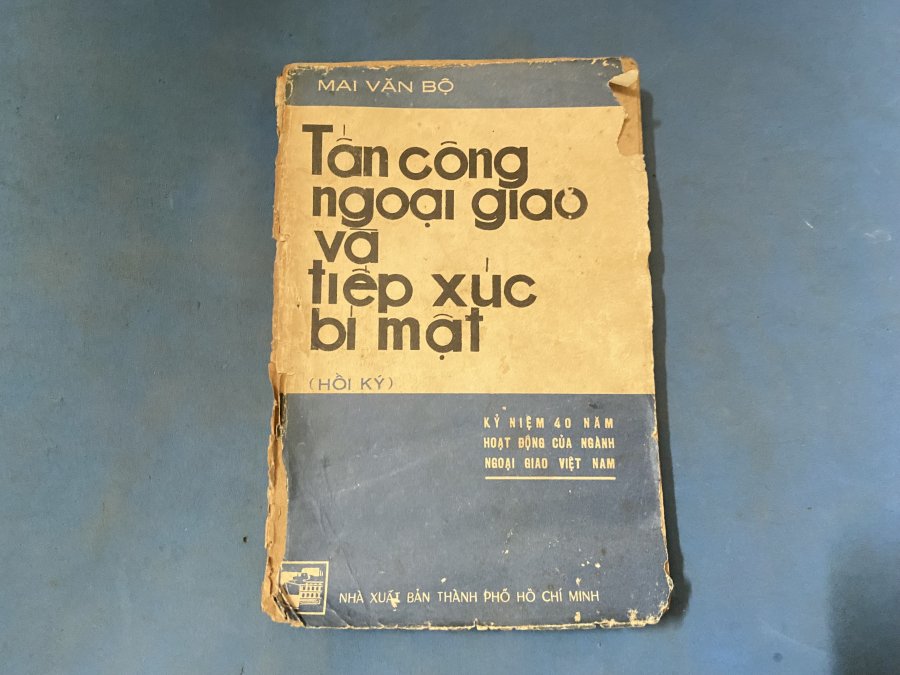 MAI VĂN BỘ
Tấn công
ngoại giao
và
tiếp xúc
bí mật
(HỒI KÝ)
KỶ NIỆM 40 NĂM
HOẠT ĐỘNG CỦA NGÀNH
NGOẠI GIAO VIỆT NAM
NHÀ XUẤT BẢN THÀNH PHỐ HỒ CHÍ MINH